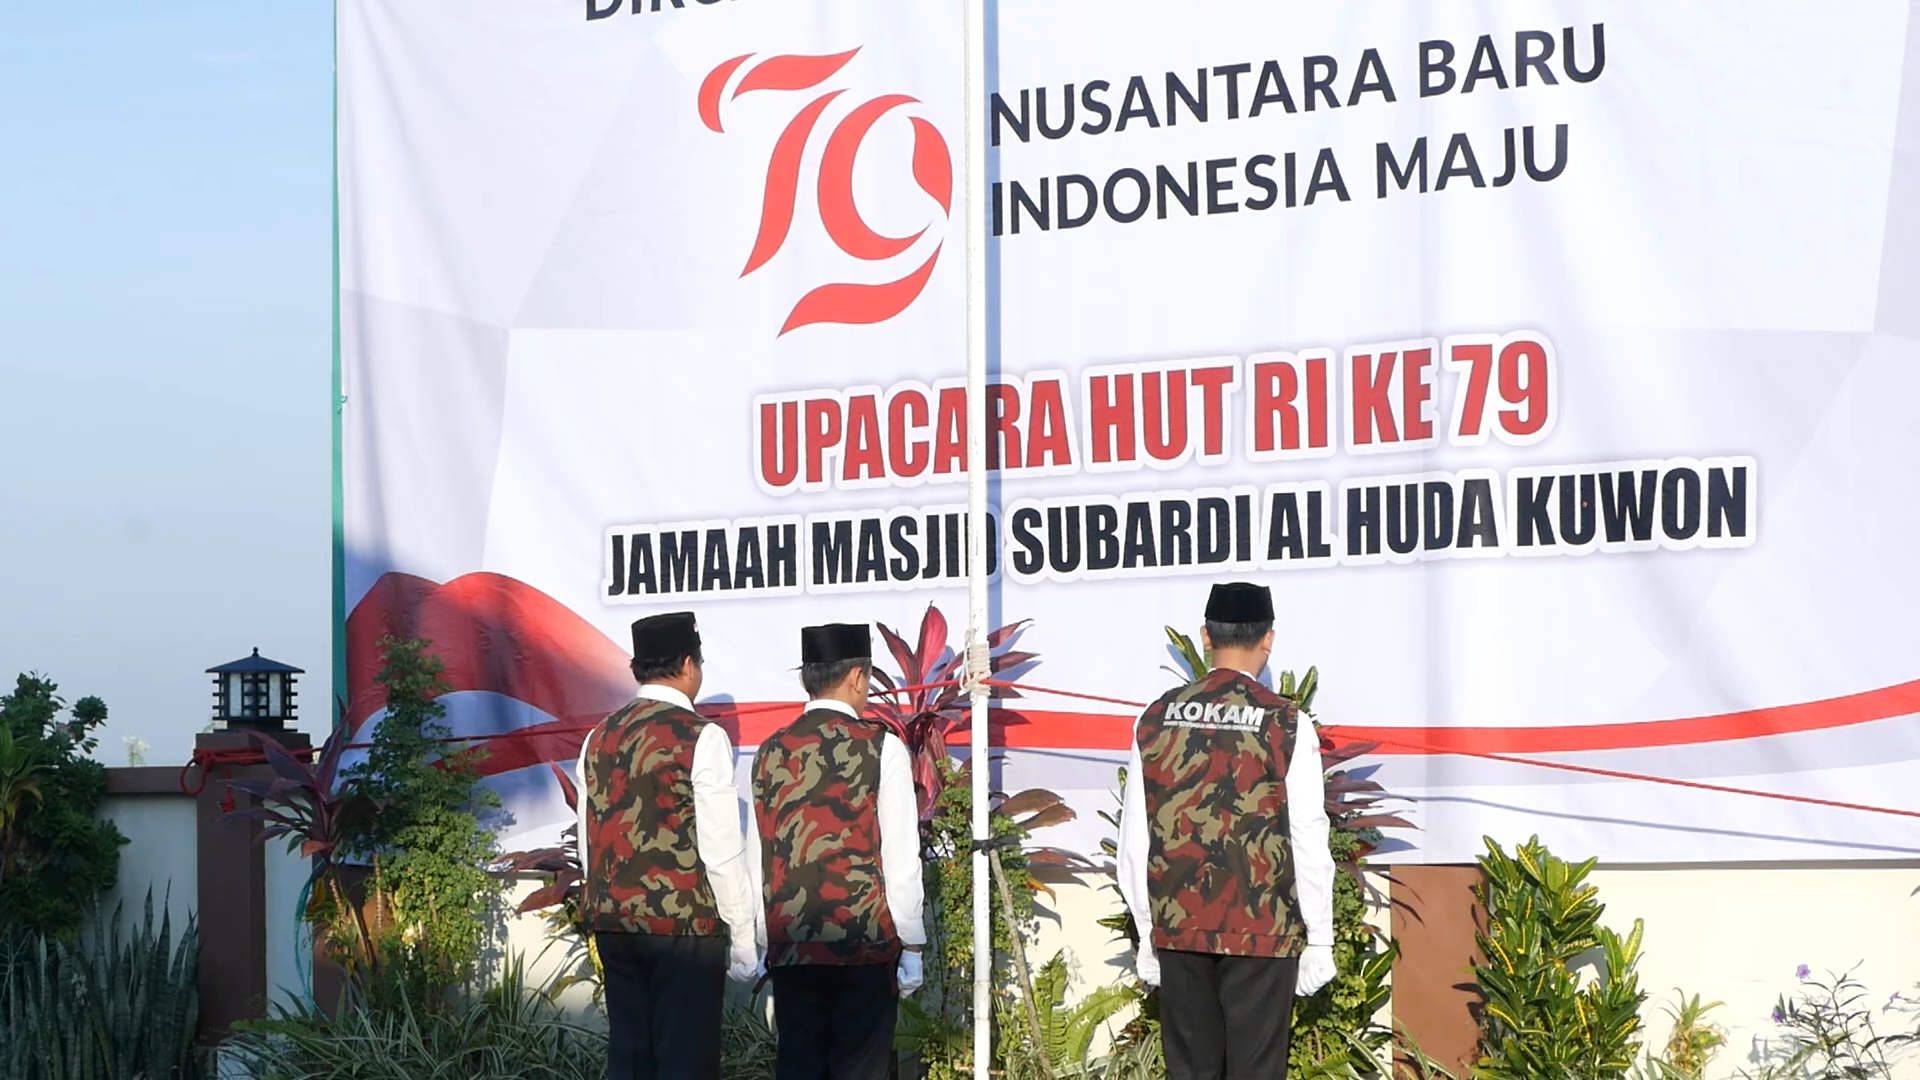 79
NUSANTARA BARU
INDONESIA MAJU
UPACARA HUT RI KE 79
JAMAAH MASJID SUBARDI AL HUDA KUWON
KOKAM